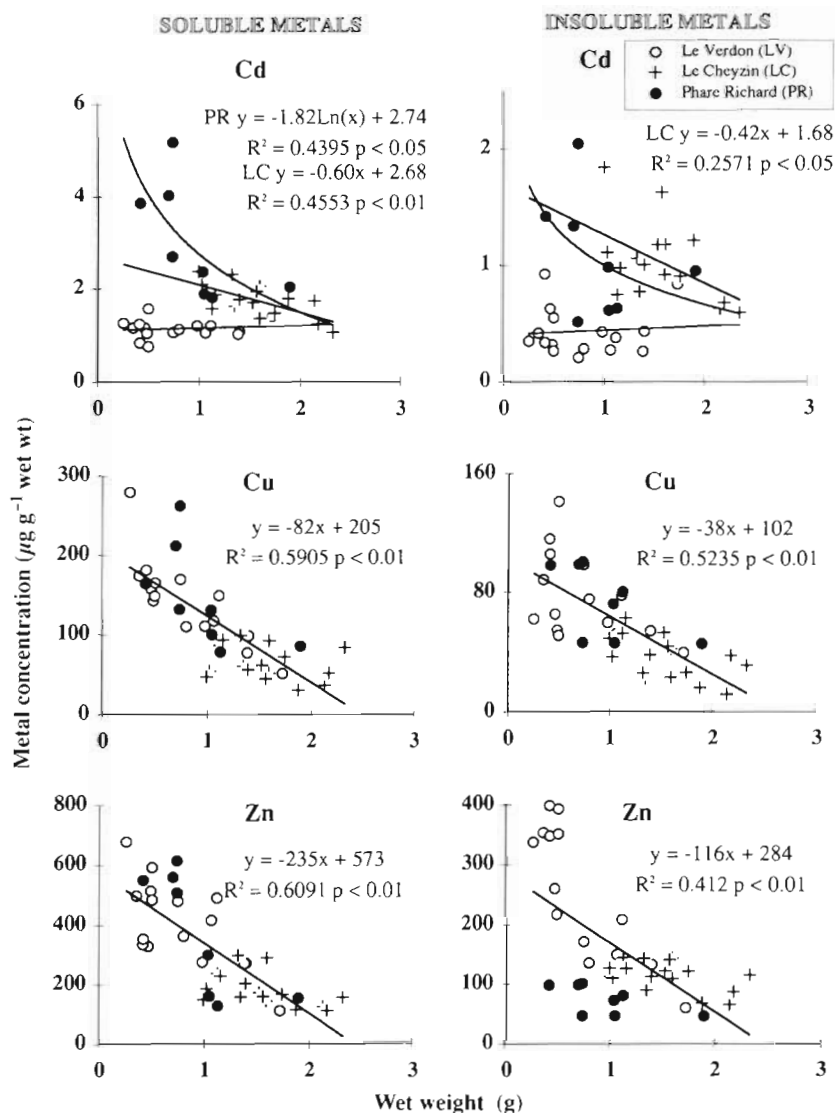 SOLUBLE METALS
INSOLUBLE METALS
Le Verdon (LV)
Le Cheyzin (LC)
Phare Richard (PR)
Cd
6
4
2
0
0 1 2 3
PR y = -1.82Ln(x) + 2.74
R² = 0.4395 p < 0.05
LC y = -0.60x + 2.68
R² = 0.4553 p < 0.01
Cd
2
1
0
0 1 2 3
LC y = -0.42x + 1.68
R² = 0.2571 p < 0.05
Metal concentration (µg g⁻¹ wet wt)
Cu
300
200
100
0
0 1 2 3
y = -82x + 205
R² = 0.5905 p < 0.01
Cu
160
80
0
0 1 2 3
y = -38x + 102
R² = 0.5235 p < 0.01
Zn
800
600
400
200
0
0 1 2 3
y = -235x + 573
R² = 0.6091 p < 0.01
Zn
400
300
200
100
0
0 1 2 3
y = -116x + 284
R² = 0.412 p < 0.01
Wet weight (g)